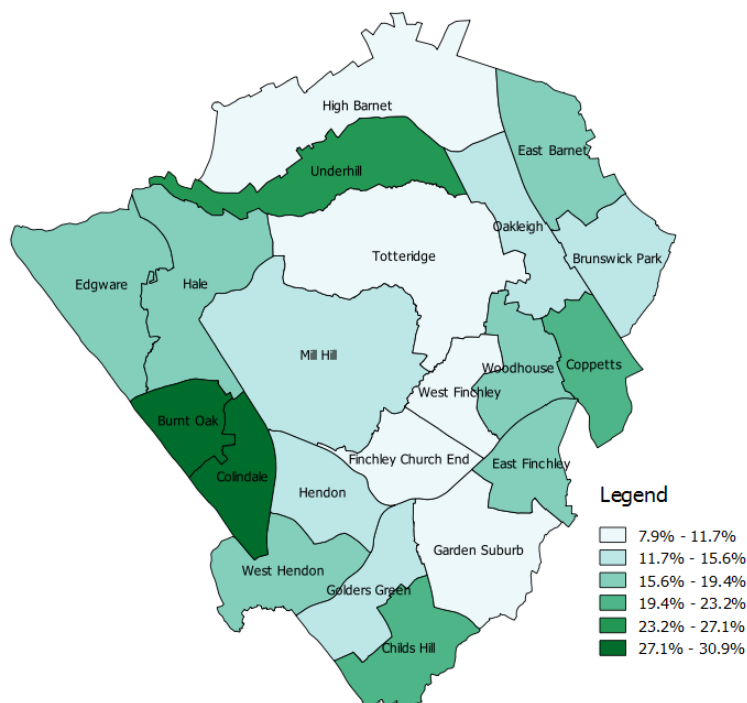 High Barnet
East Barnet
Underhill
Oakleigh
Totteridge
Brunswick Park
Edgware
Hale
Mill Hill
Woodhouse
Coppetts
West Finchley
Burnt Oak
Finchley Church End
East Finchley
Colindale
Hendon
Garden Suburb
West Hendon
Golders Green
Childs Hill
Legend
7.9% - 11.7%
11.7% - 15.6%
15.6% - 19.4%
19.4% - 23.2%
23.2% - 27.1%
27.1% - 30.9%